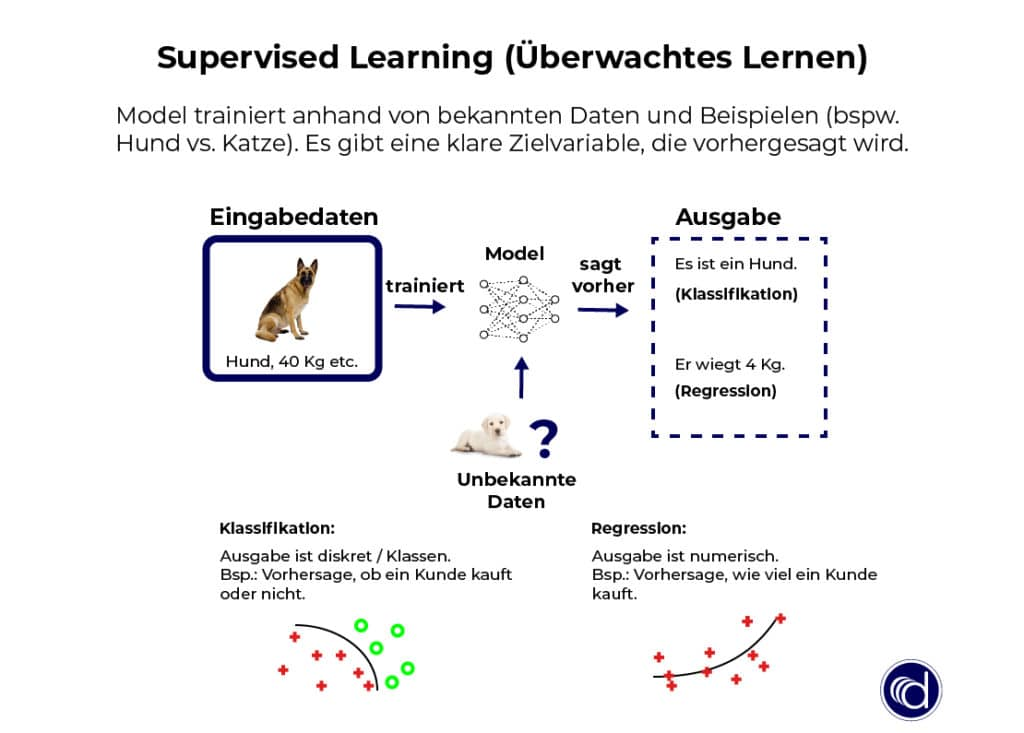 Supervised Learning (Überwachtes Lernen)
Model trainiert anhand von bekannten Daten und Beispielen (bspw.
Hund vs. Katze). Es gibt eine klare Zielvariable, die vorhergesagt wird.
Eingabedaten
Hund, 40 Kg etc.
trainiert
Model
sagt
vorher
Ausgabe
Es ist ein Hund.
(Klassifikation)
Er wiegt 4 Kg.
(Regression)
?
Unbekannte
Daten
Klassifikation:
Ausgabe ist diskret / Klassen.
Bsp.: Vorhersage, ob ein Kunde kauft
oder nicht.
Regression:
Ausgabe ist numerisch.
Bsp.: Vorhersage, wie viel ein Kunde
kauft.
d